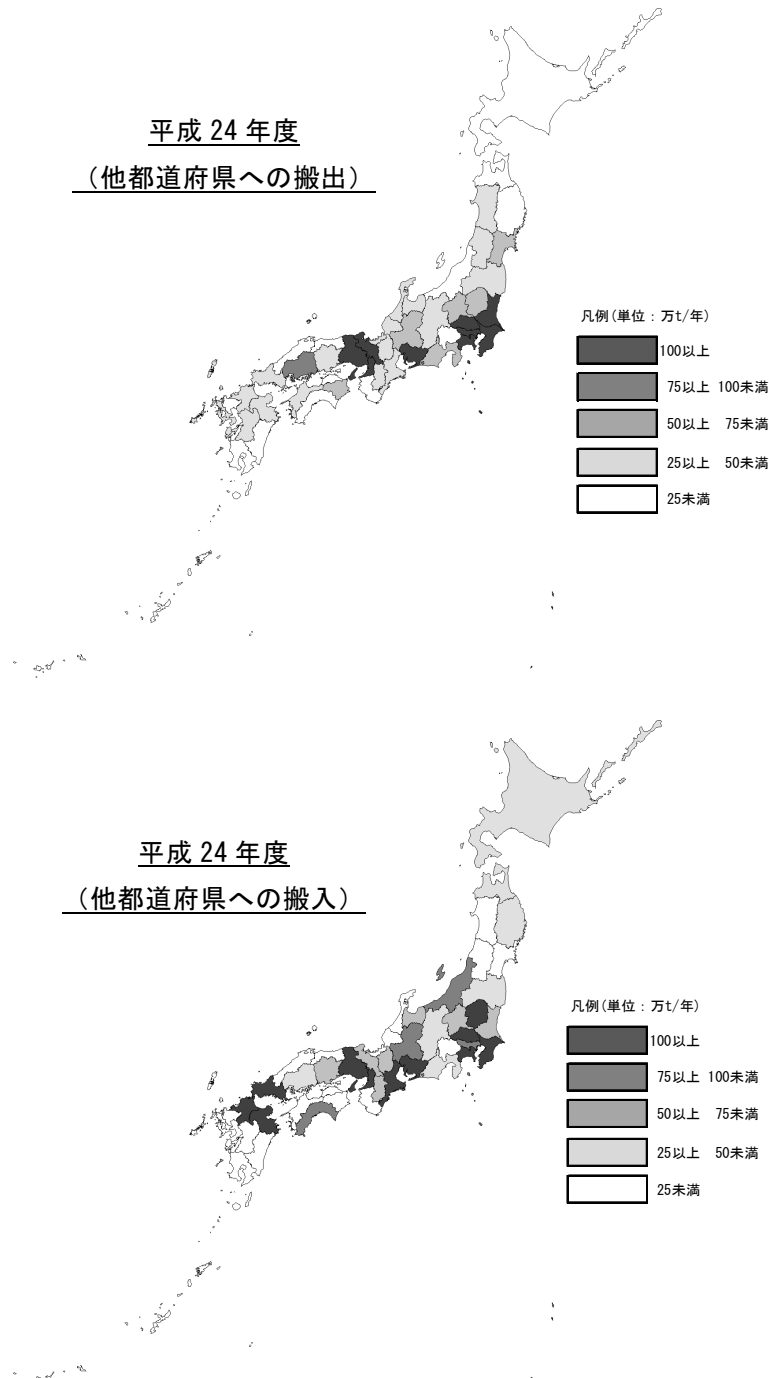 平成 24 年度
（他都道府県への搬出）
凡例(単位：万t/年)
100以上
75以上 100未満
50以上 75未満
25以上 50未満
25未満
平成 24 年度
（他都道府県への搬入）
凡例(単位：万t/年)
100以上
75以上 100未満
50以上 75未満
25以上 50未満
25未満